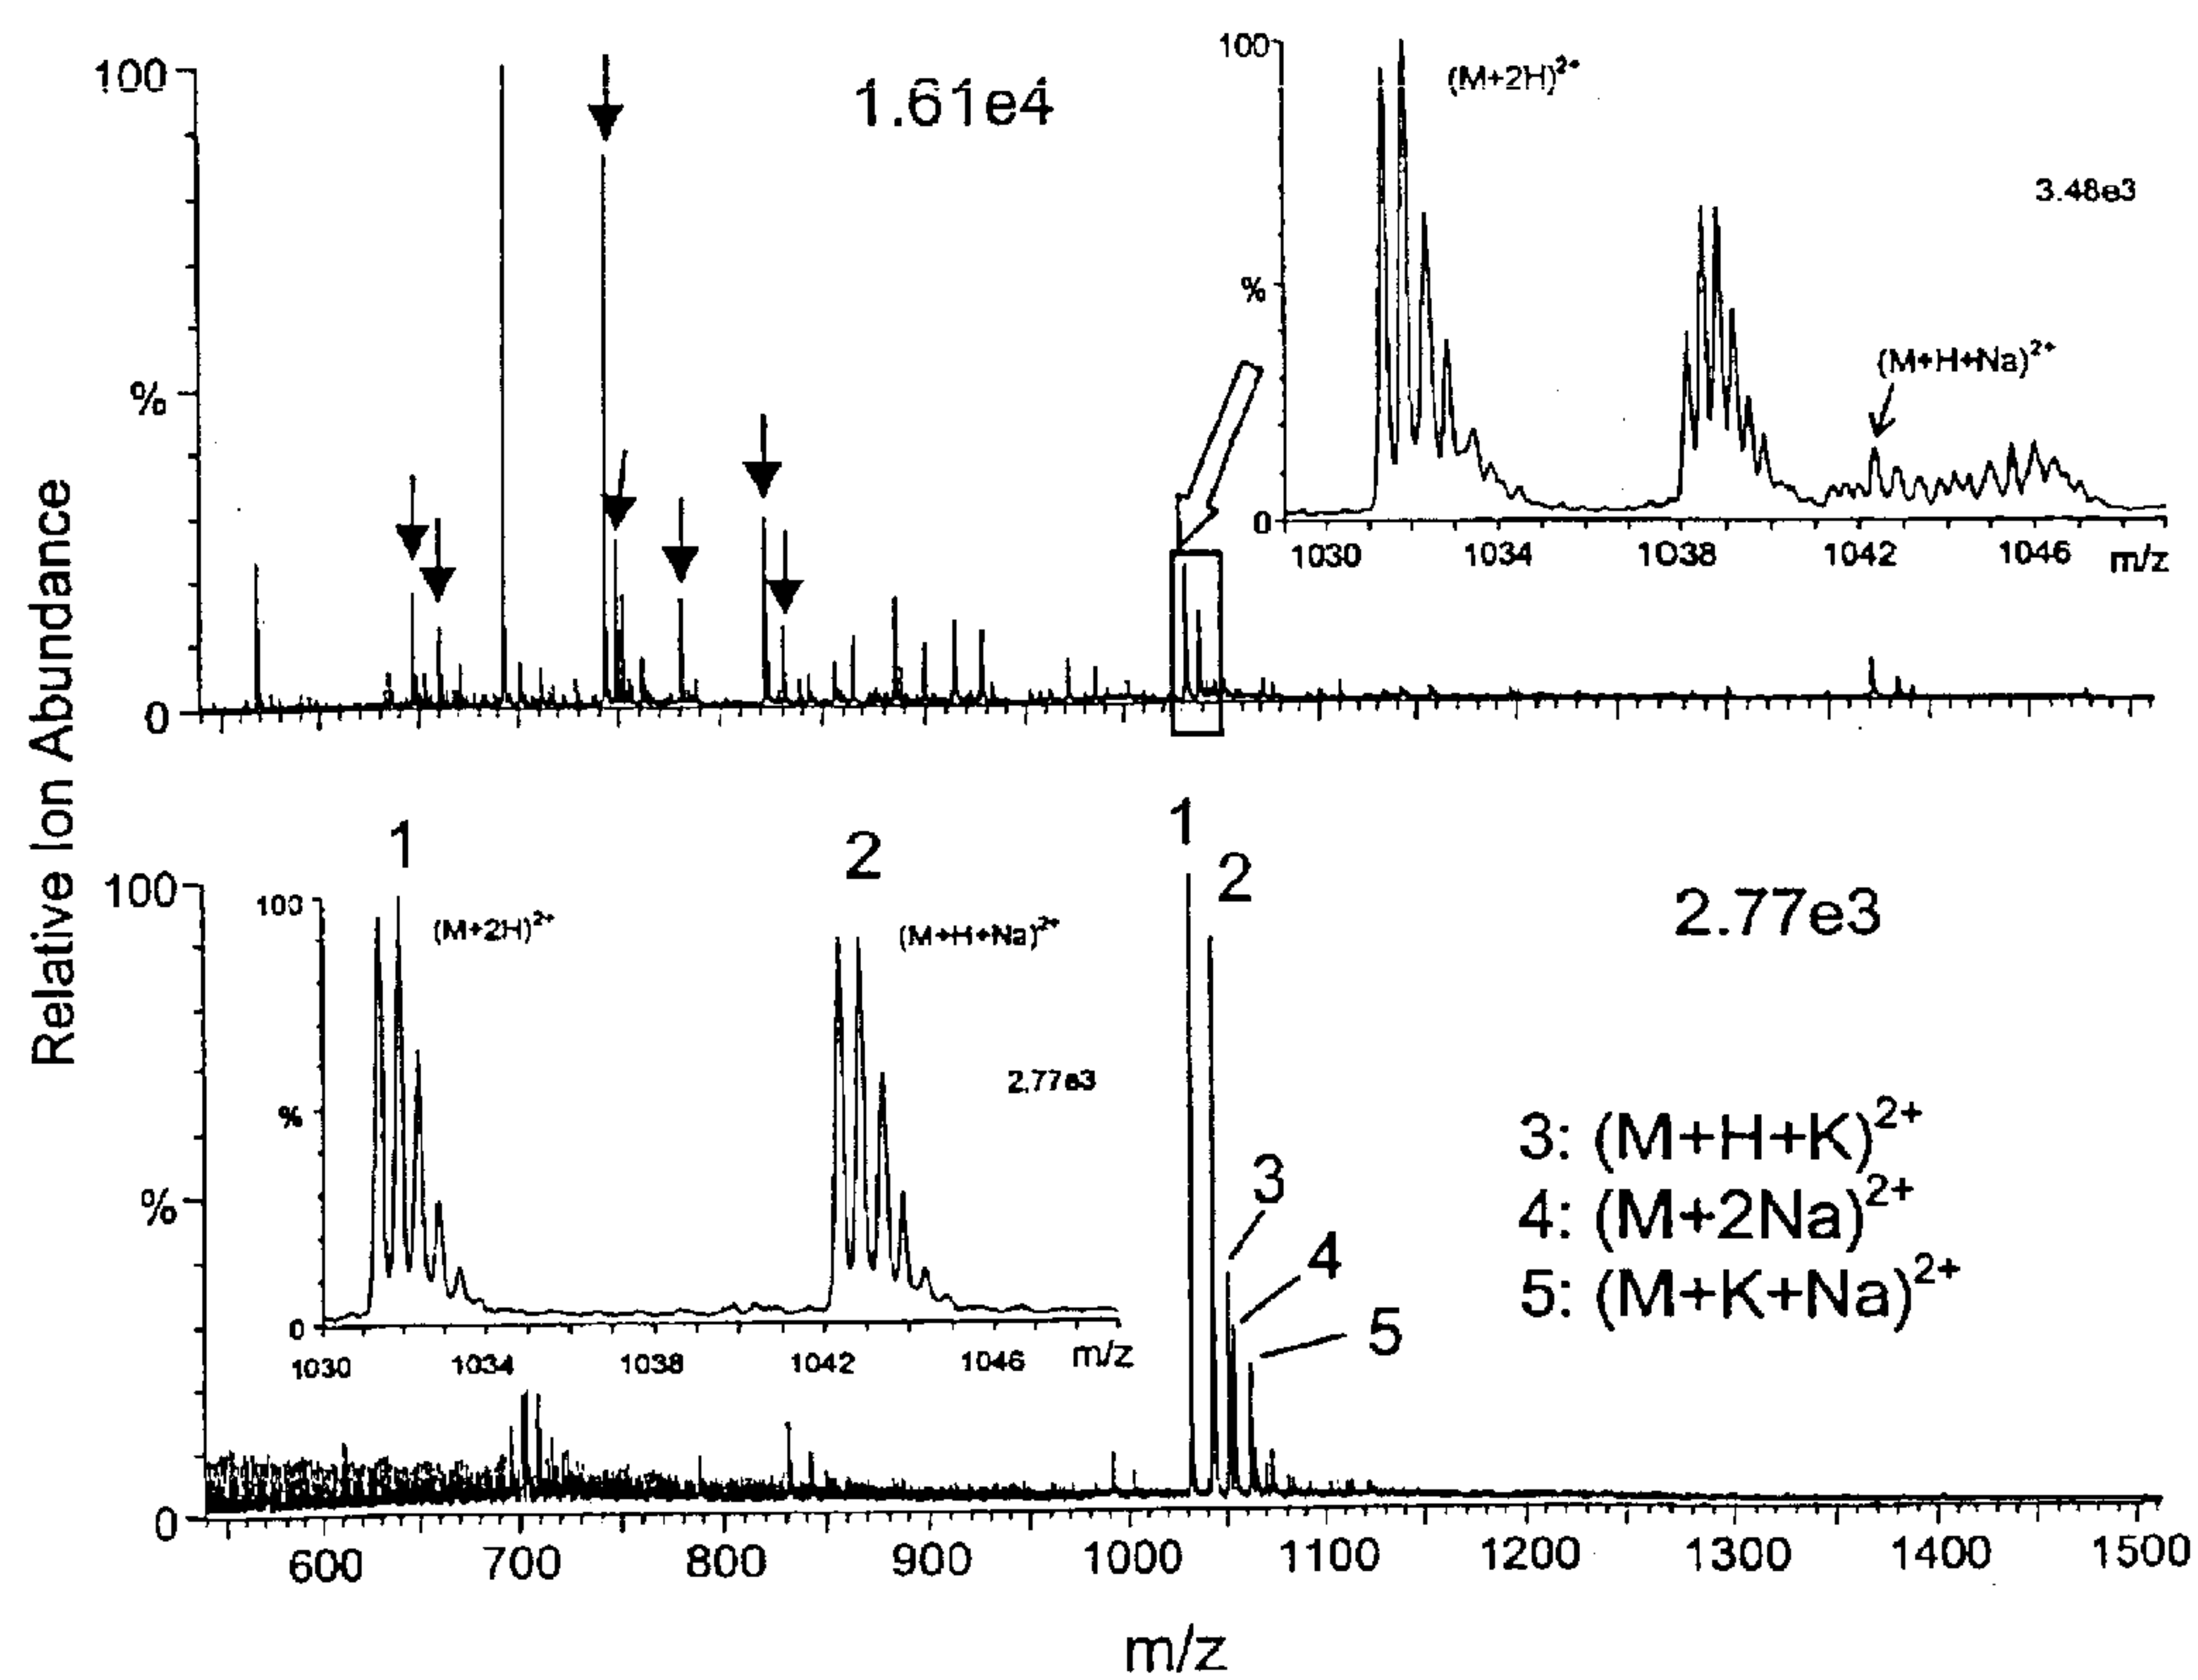 Relative Ion Abundance
100
%
0
1.61e4
100
%
0
(M+2H)²⁺
3.48e3
(M+H+Na)²⁺
1030 1034 1038 1042 1046 m/z
100
%
0
1 2
100
%
0
(M+2H)²⁺
(M+H+Na)²⁺
2.77e3
1030 1034 1038 1042 1046 m/z
1
2
3
4
5
2.77e3
3: (M+H+K)²⁺
4: (M+2Na)²⁺
5: (M+K+Na)²⁺
600 700 800 900 1000 1100 1200 1300 1400 1500
m/z